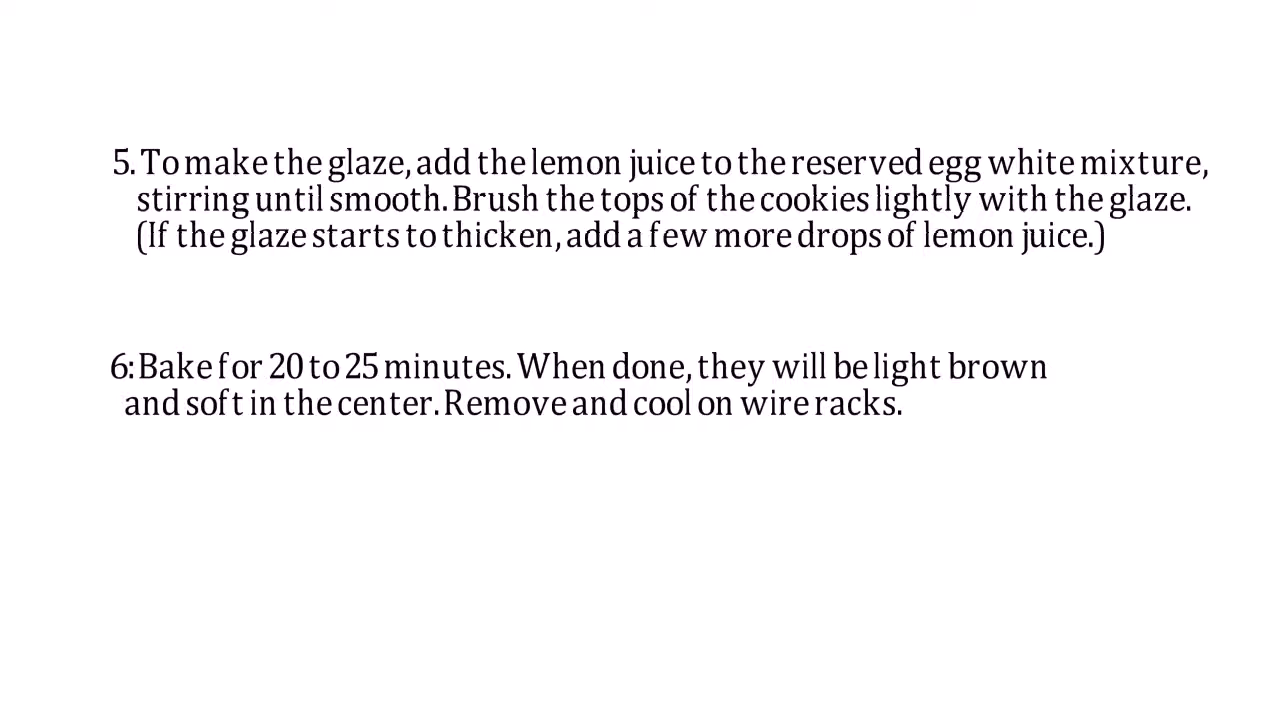 5. To make the glaze, add the lemon juice to the reserved egg white mixture,
stirring until smooth. Brush the tops of the cookies lightly with the glaze.
(If the glaze starts to thicken, add a few more drops of lemon juice.)
6: Bake for 20 to 25 minutes. When done, they will be light brown
and soft in the center. Remove and cool on wire racks.